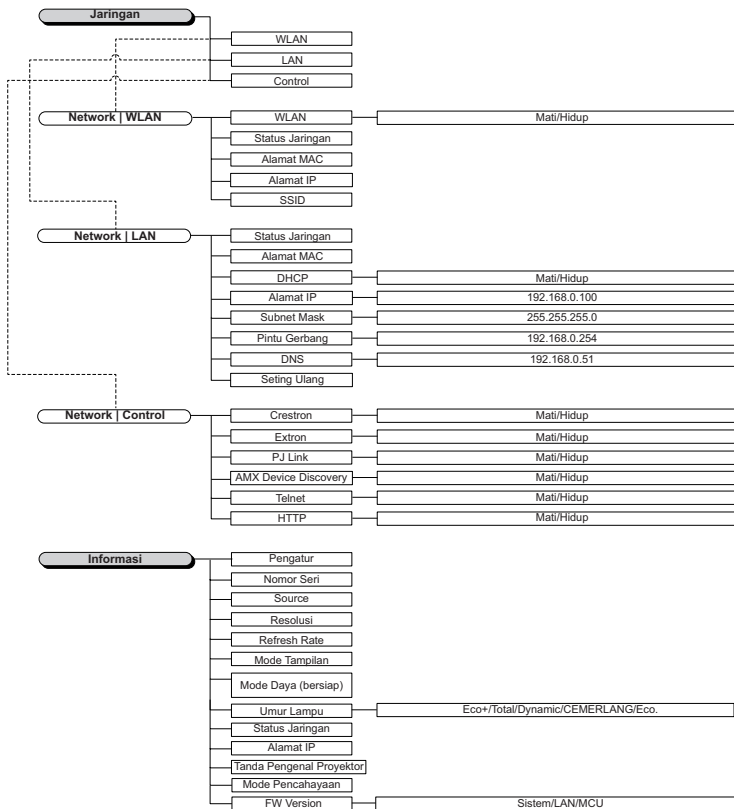 Jaringan
WLAN
LAN
Control
Network | WLAN
WLAN
Mati/Hidup
Status Jaringan
Alamat MAC
Alamat IP
SSID
Network | LAN
Status Jaringan
Alamat MAC
DHCP
Mati/Hidup
Alamat IP
192.168.0.100
Subnet Mask
255.255.255.0
Pintu Gerbang
192.168.0.254
DNS
192.168.0.51
Seting Ulang
Network | Control
Crestron
Mati/Hidup
Extron
Mati/Hidup
PJ Link
Mati/Hidup
AMX Device Discovery
Mati/Hidup
Telnet
Mati/Hidup
HTTP
Mati/Hidup
Informasi
Pengatur
Nomor Seri
Source
Resolusi
Refresh Rate
Mode Tampilan
Mode Daya (bersiap)
Umur Lampu
Eco+/Total/Dynamic/CEMERLANG/Eco.
Status Jaringan
Alamat IP
Tanda Pengenal Proyektor
Mode Pencahayaan
FW Version
Sistem/LAN/MCU